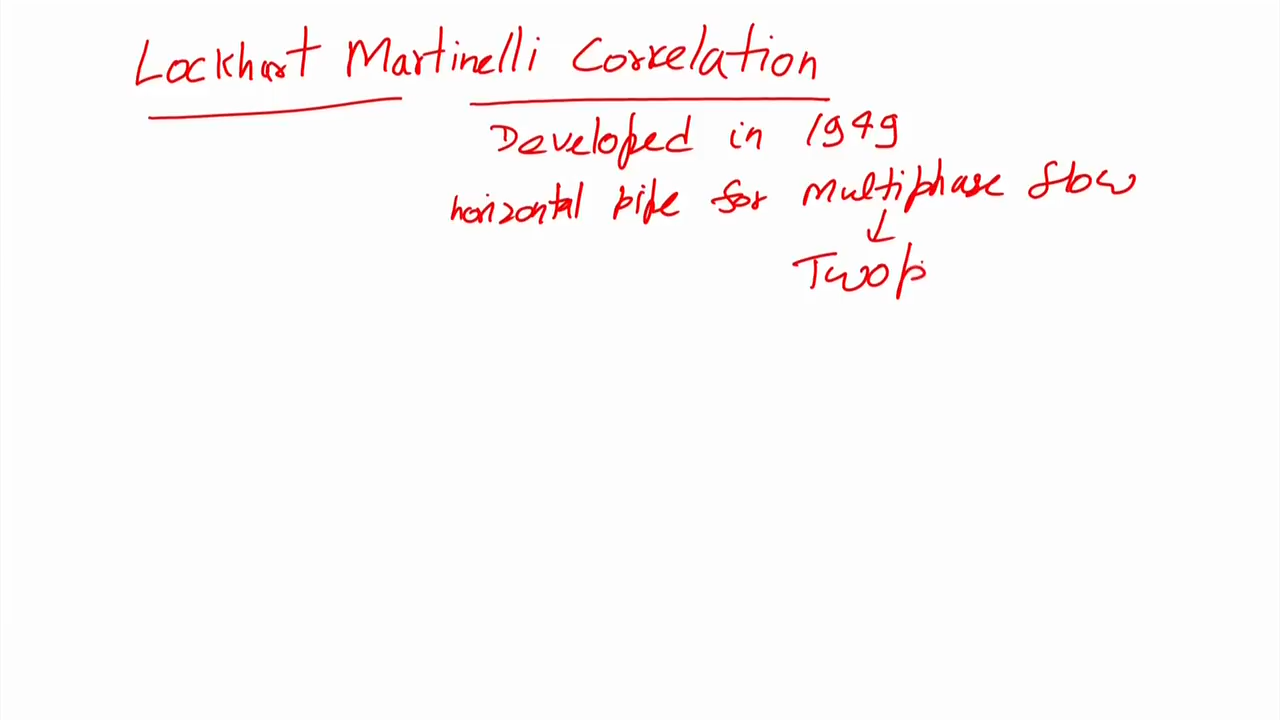 Lockhart Martinelli Correlation
Developed in 1949
horizontal pipe for multiphase flow
↓
Two p